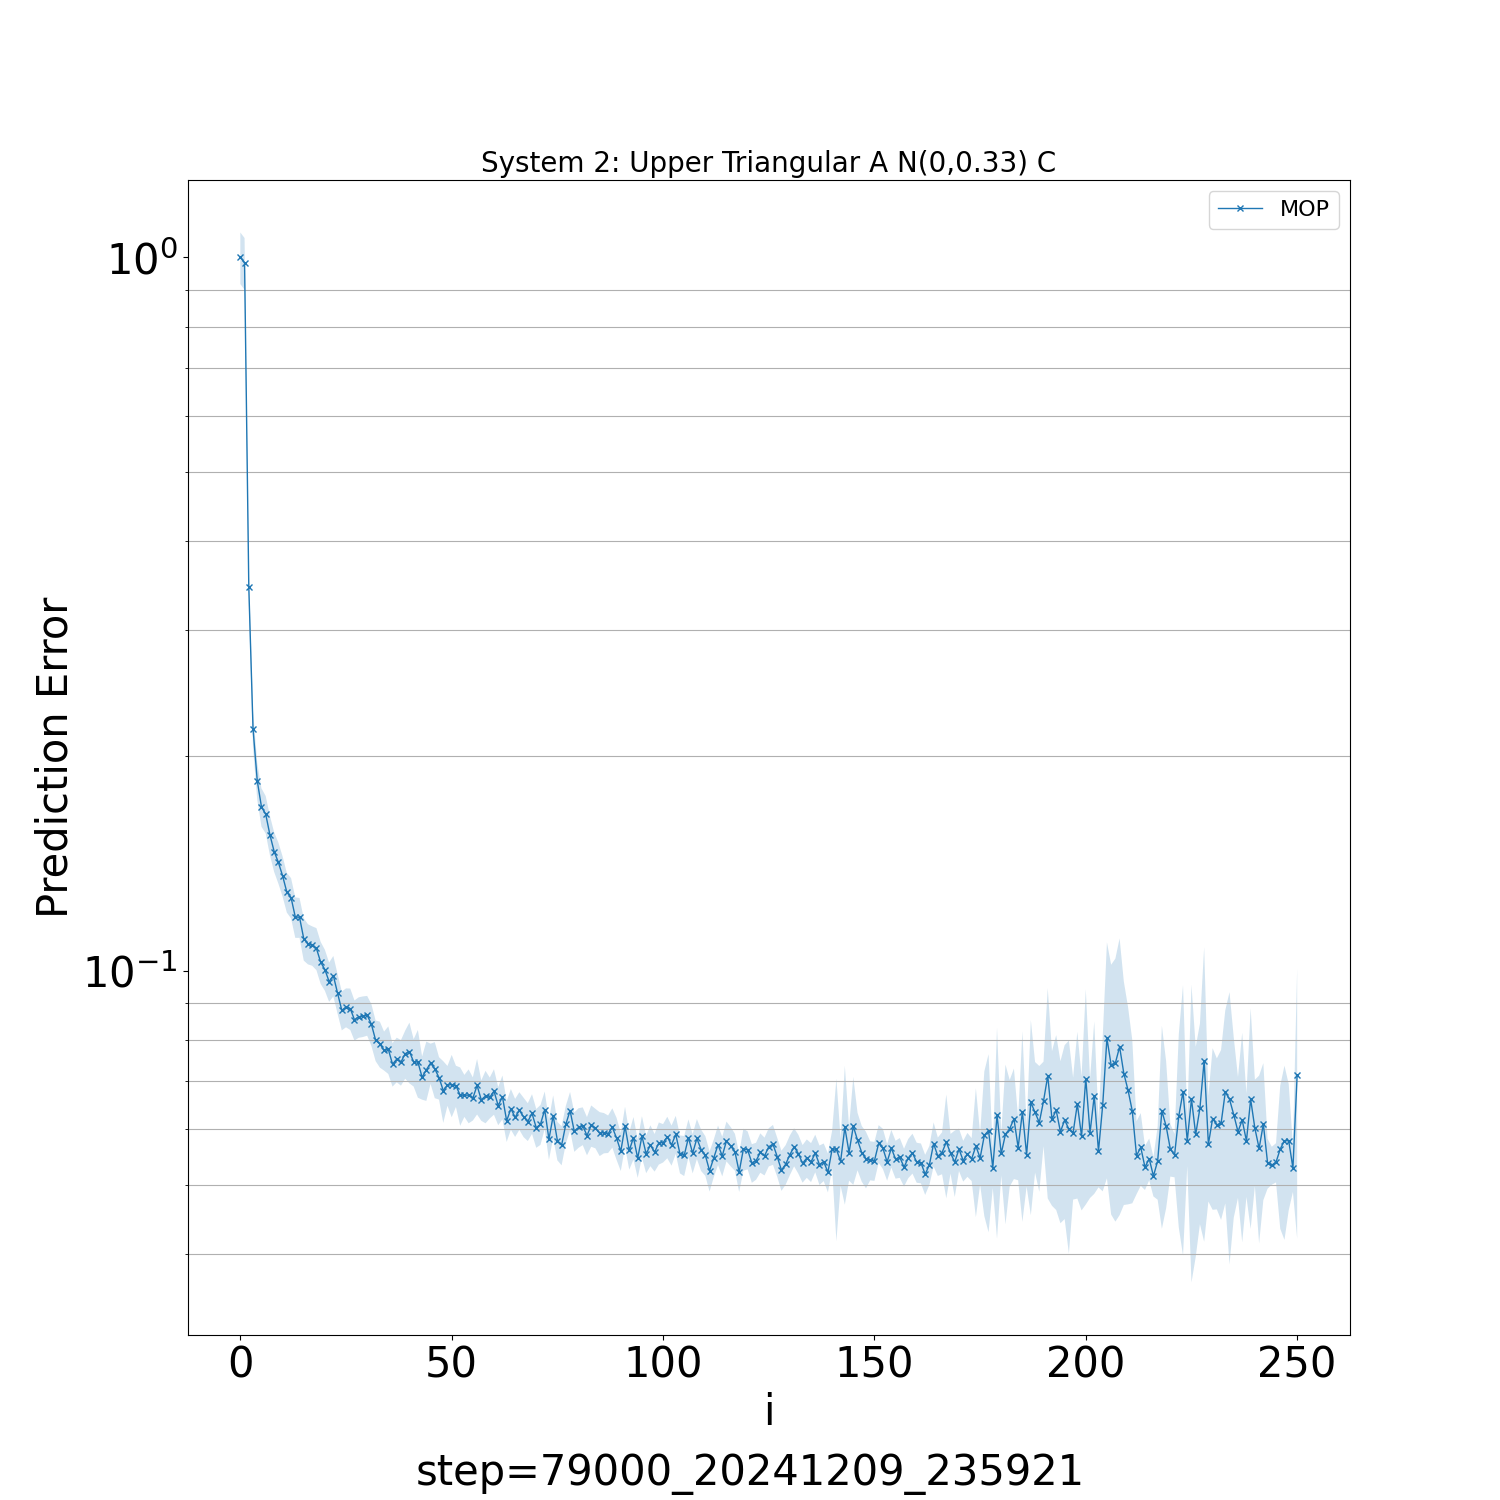 System 2: Upper Triangular A N(0,0.33) C
MOP
10⁰
10⁻¹
Prediction Error
0 50 100 150 200 250
i
step=79000_20241209_235921